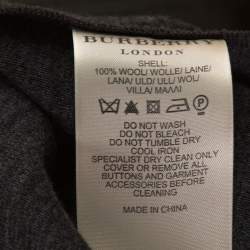 BURBERRY
LONDON
SHELL:
100% WOOL/WOLLE/LAINE/
LANA/ULD/ULL/WOL/
VILLA/ΜΑΛΛΙ
P
DO NOT WASH
DO NOT BLEACH
DO NOT TUMBLE DRY
COOL IRON
SPECIALIST DRY CLEAN ONLY
COVER OR REMOVE ALL
BUTTONS AND GARMENT
ACCESSORIES BEFORE
CLEANING
MADE IN CHINA